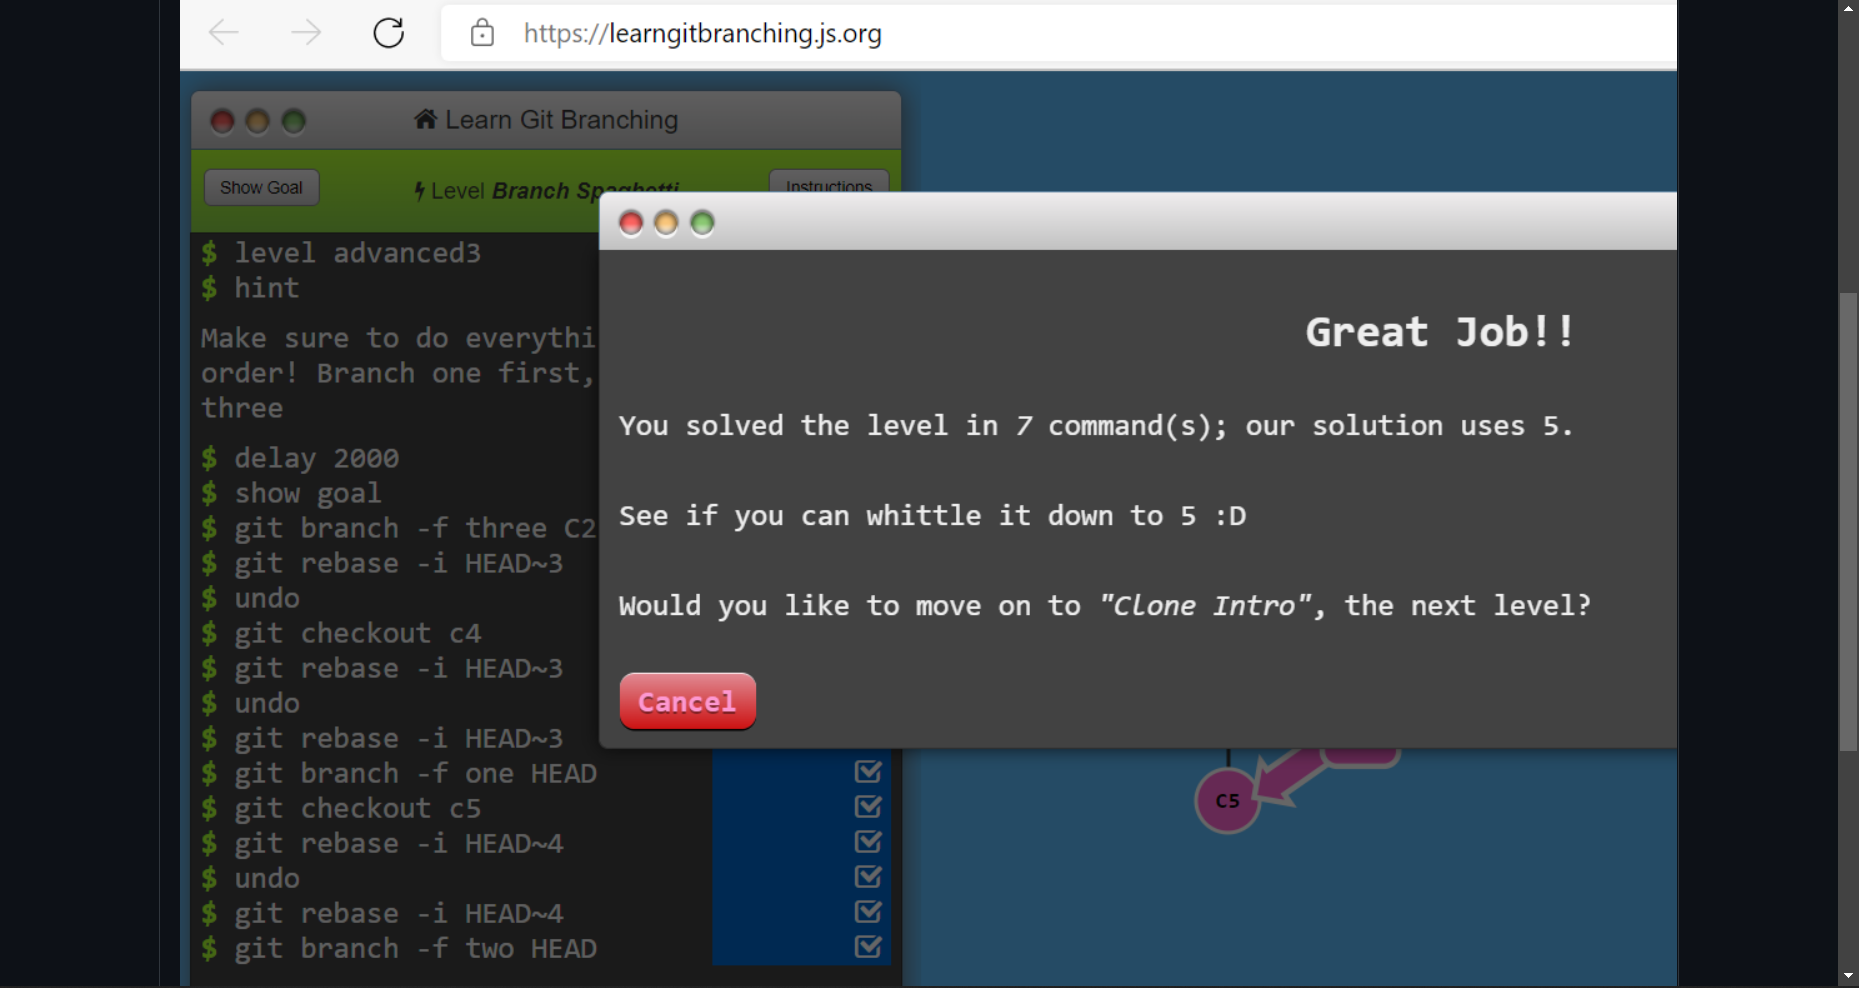 https://learngitbranching.js.org
Learn Git Branching
Show Goal
Level Branch Spaghetti
Instructions
$ level advanced3
$ hint
Make sure to do everythi
order! Branch one first,
three
$ delay 2000
$ show goal
$ git branch -f three C2
$ git rebase -i HEAD~3
$ undo
$ git checkout c4
$ git rebase -i HEAD~3
$ undo
$ git rebase -i HEAD~3
$ git branch -f one HEAD
$ git checkout c5
$ git rebase -i HEAD~4
$ undo
$ git rebase -i HEAD~4
$ git branch -f two HEAD
Great Job!!
You solved the level in 7 command(s); our solution uses 5.
See if you can whittle it down to 5 :D
Would you like to move on to "Clone Intro", the next level?
Cancel
C5